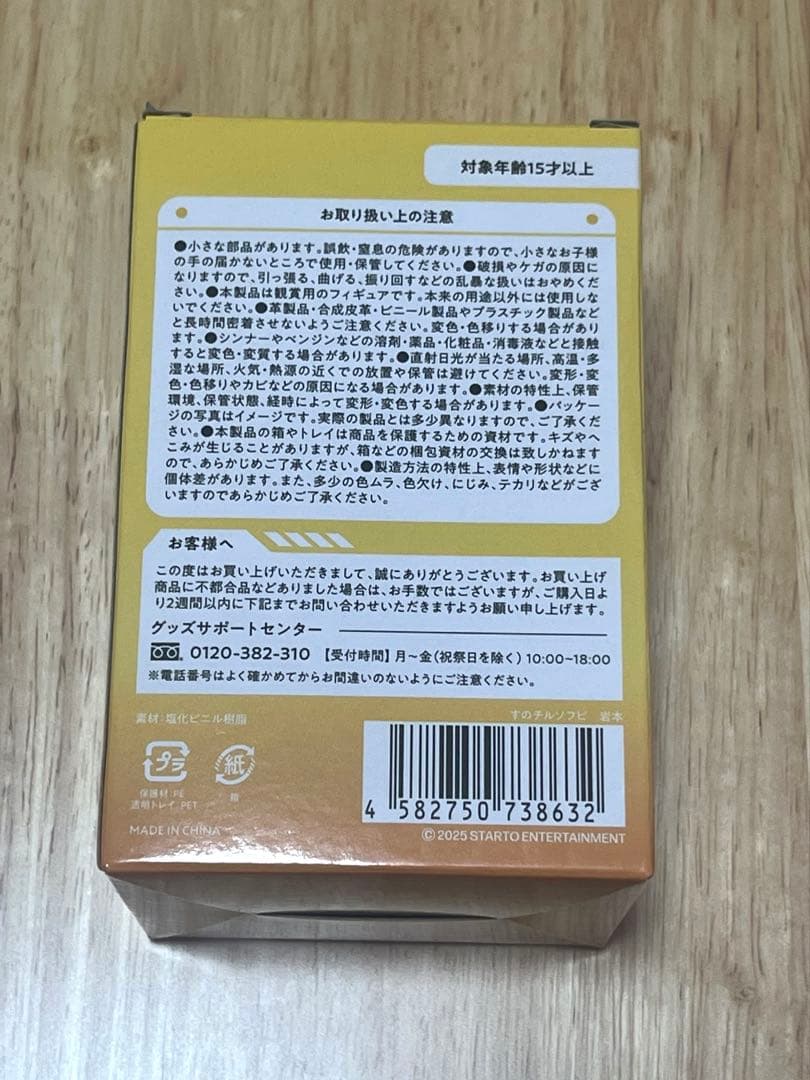 対象年齢15才以上
お取り扱い上の注意
●小さな部品があります。誤飲・窒息の危険がありますので、小さなお子様
の手の届かないところで使用・保管してください。●破損やケガの原因に
なりますので、引っ張る、曲げる、振り回すなどの乱暴な扱いはおやめくだ
さい。●本製品は観賞用のフィギュアです。本来の用途以外には使用しな
いでください。●革製品・合成皮革・ビニール製品やプラスチック製品など
と長時間密着させないようご注意ください。変色・色移りする場合があり
ます。●シンナーやベンジンなどの溶剤・薬品・化粧品・消毒液などと接触
すると変色・変質する場合があります。●直射日光が当たる場所、高温・多
湿な場所、火気・熱源の近くでの放置や保管は避けてください。変形・変
色・色移りやカビなどの原因になる場合があります。●素材の特性上、保管
環境、保管状態、経時によって変形・変色する場合があります。●パッケー
ジの写真はイメージです。実際の製品とは多少異なりますので、ご了承くだ
さい。●本製品の箱やトレイは商品を保護するための資材です。キズやへ
こみが生じることがありますが、箱などの梱包資材の交換は致しかねます
ので、あらかじめご了承ください。●製造方法の特性上、表情や形状などに
個体差があります。また、多少の色ムラ、色欠け、にじみ、テカリなどがござ
いますのであらかじめご了承ください。
お客様へ
この度はお買い上げいただきまして、誠にありがとうございます。お買い上げ
商品に不都合品などありました場合は、お手数ではございますが、ご購入日よ
り2週間以内に下記までお問い合わせいただきますようお願い申し上げます。
グッズサポートセンター
0120-382-310 【受付時間】月～金(祝祭日を除く)10:00~18:00
※電話番号はよく確かめてからお間違いのないようにご注意ください。
素材：塩化ビニル樹脂
すのチルソフビ 岩本
プラ
紙
保護材：PE
透明トレイ：PET
箱
4 582750 738632
MADE IN CHINA
© 2025 STARTO ENTERTAINMENT